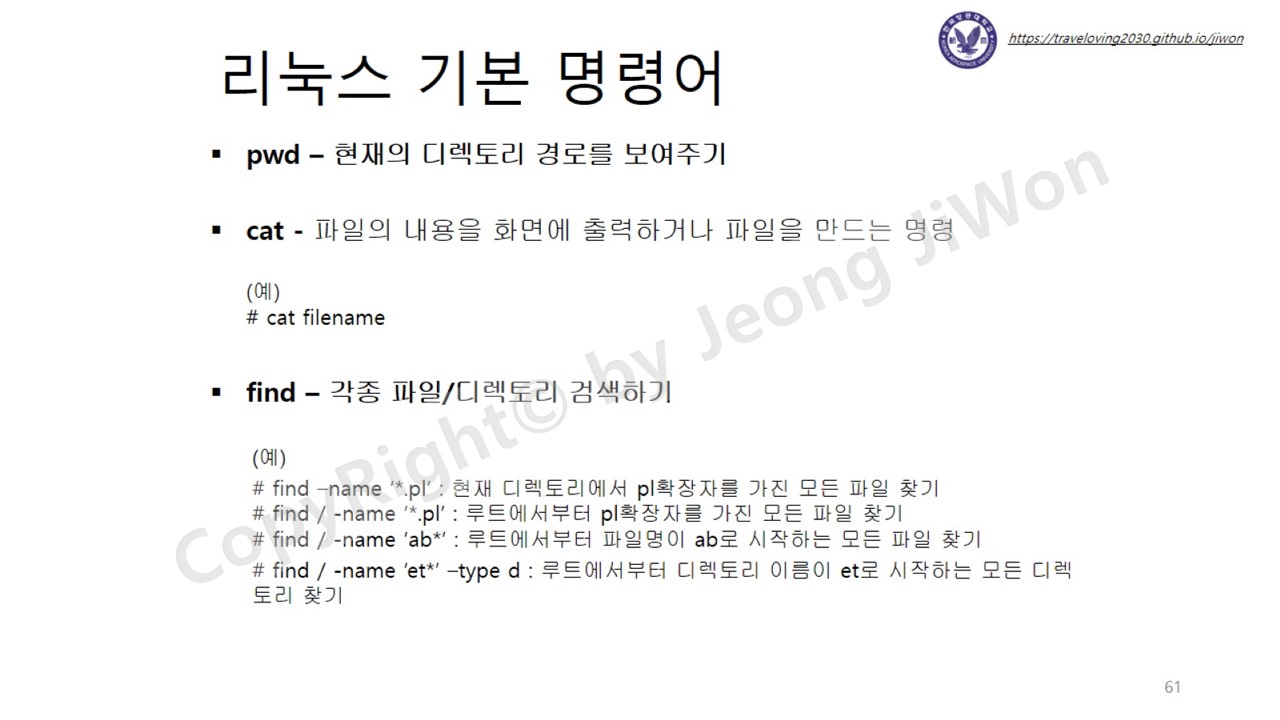 https://traveloving2030.github.io/jiwon
리눅스 기본 명령어
▪ pwd – 현재의 디렉토리 경로를 보여주기
▪ cat - 파일의 내용을 화면에 출력하거나 파일을 만드는 명령
(예)
# cat filename
▪ find – 각종 파일/디렉토리 검색하기
(예)
# find –name ‘*.pl’ : 현재 디렉토리에서 pl확장자를 가진 모든 파일 찾기
# find / -name ‘*.pl’ : 루트에서부터 pl확장자를 가진 모든 파일 찾기
# find / -name ‘ab*’ : 루트에서부터 파일명이 ab로 시작하는 모든 파일 찾기
# find / -name ‘et*’ –type d : 루트에서부터 디렉토리 이름이 et로 시작하는 모든 디렉
토리 찾기
CopyRight© by Jeong JiWon
61